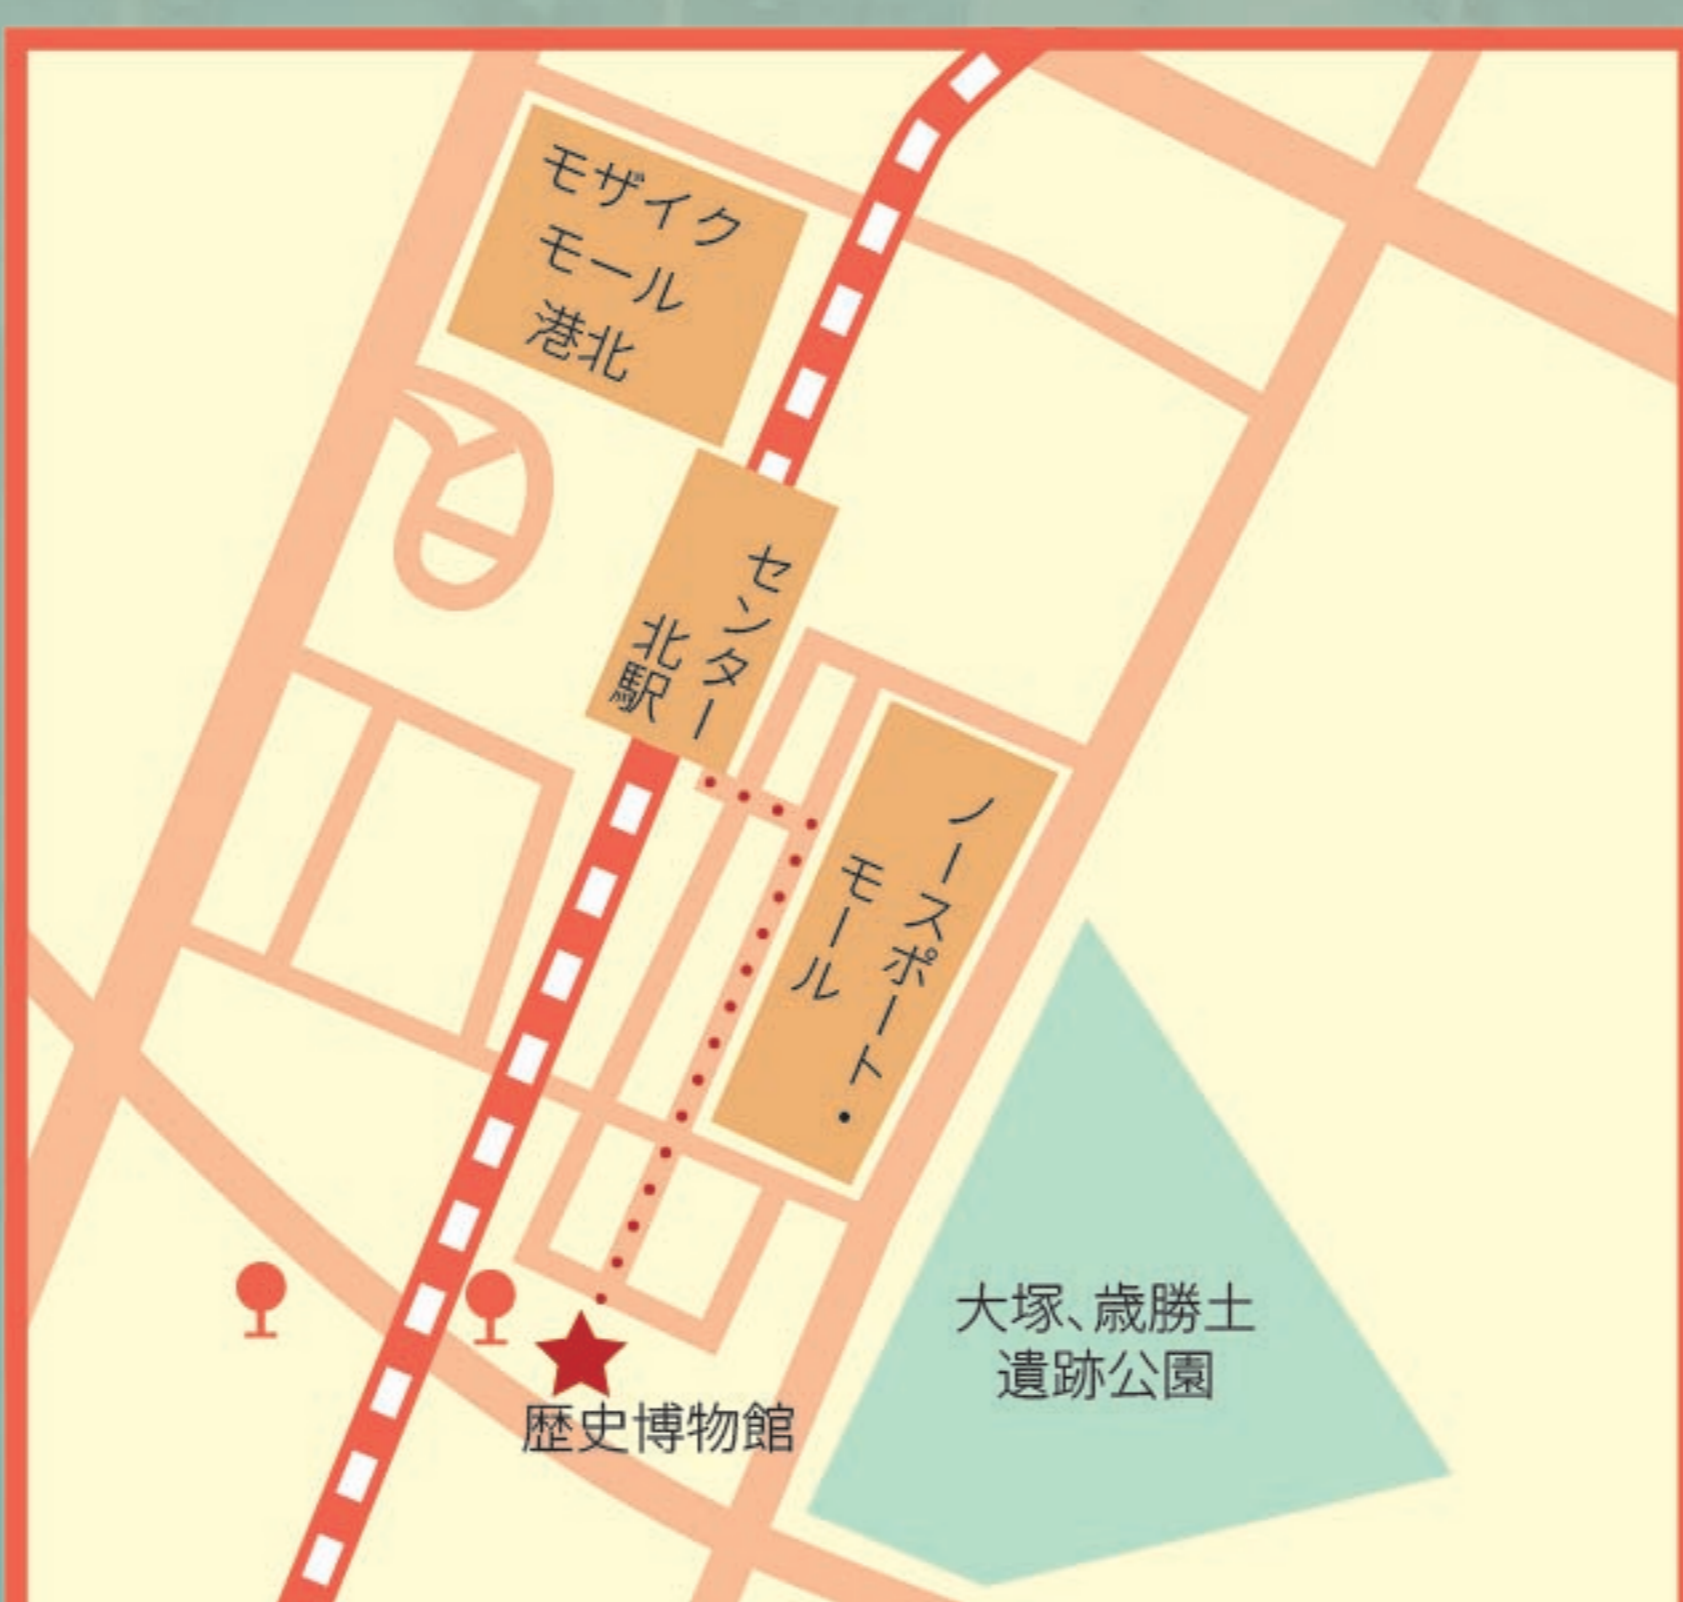 モザイク
モール
港北
センター
北駅
ノースポート・
モール
大塚、歳勝土
遺跡公園
歴史博物館